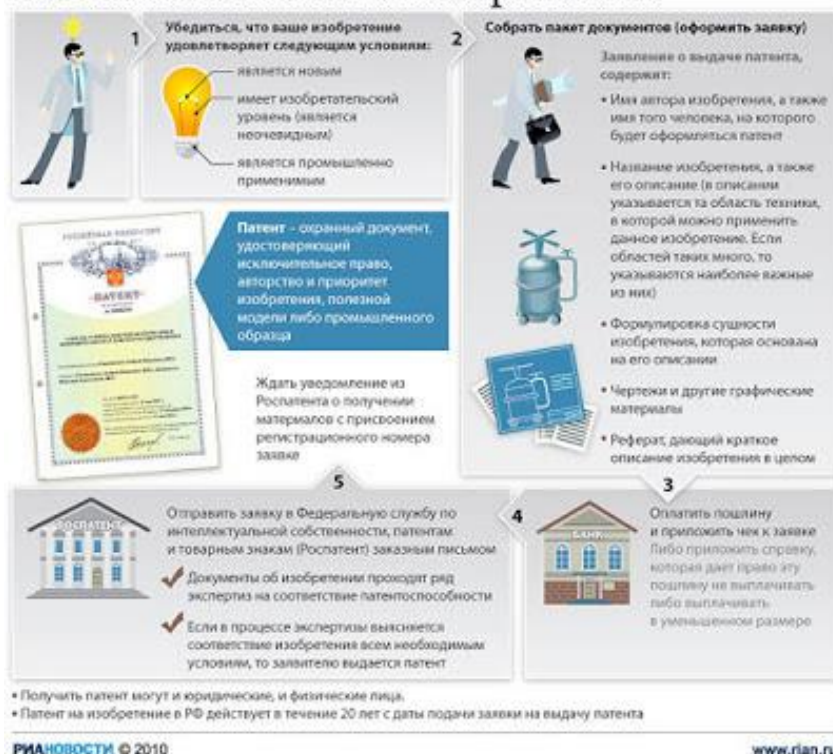 1
Убедиться, что ваше изобретение
удовлетворяет следующим условиям:
является новым
имеет изобретательский
уровень (является
неочевидным)
является промышленно
применимым
2
Собрать пакет документов (оформить заявку)
Заявление о выдаче патента,
содержит:
• Имя автора изобретения, а также
имя того человека, на которого
будет оформляться патент
• Название изобретения, а также
его описание (в описании
указывается та область техники,
в которой можно применить
данное изобретение. Если
областей таких много, то
указываются наиболее важные
из них)
• Формулировка сущности
изобретения, которая основана
на его описании
• Чертежи и другие графические
материалы
• Реферат, дающий краткое
описание изобретения в целом
ПАТЕНТ
Патент – охранный документ,
удостоверяющий
исключительное право,
авторство и приоритет
изобретения, полезной
модели либо промышленного
образца
3
Оплатить пошлину
и приложить чек к заявке
Либо приложить справку,
которая дает право эту
пошлину не выплачивать
либо выплачивать
в уменьшенном размере
БАНК
4
Отправить заявку в Федеральную службу по
интеллектуальной собственности, патентам
и товарным знакам (Роспатент) заказным письмом
Документы об изобретении проходят ряд
экспертиз на соответствие патентоспособности
Если в процессе экспертизы выясняется
соответствие изобретения всем необходимым
условиям, то заявителю выдается патент
РОСПАТЕНТ
5
Ждать уведомление из
Роспатента о получении
материалов с присвоением
регистрационного номера
заявке
• Получить патент могут и юридические, и физические лица.
• Патент на изобретение в РФ действует в течение 20 лет с даты подачи заявки на выдачу патента
РИАНОВОСТИ © 2010
www.rian.ru